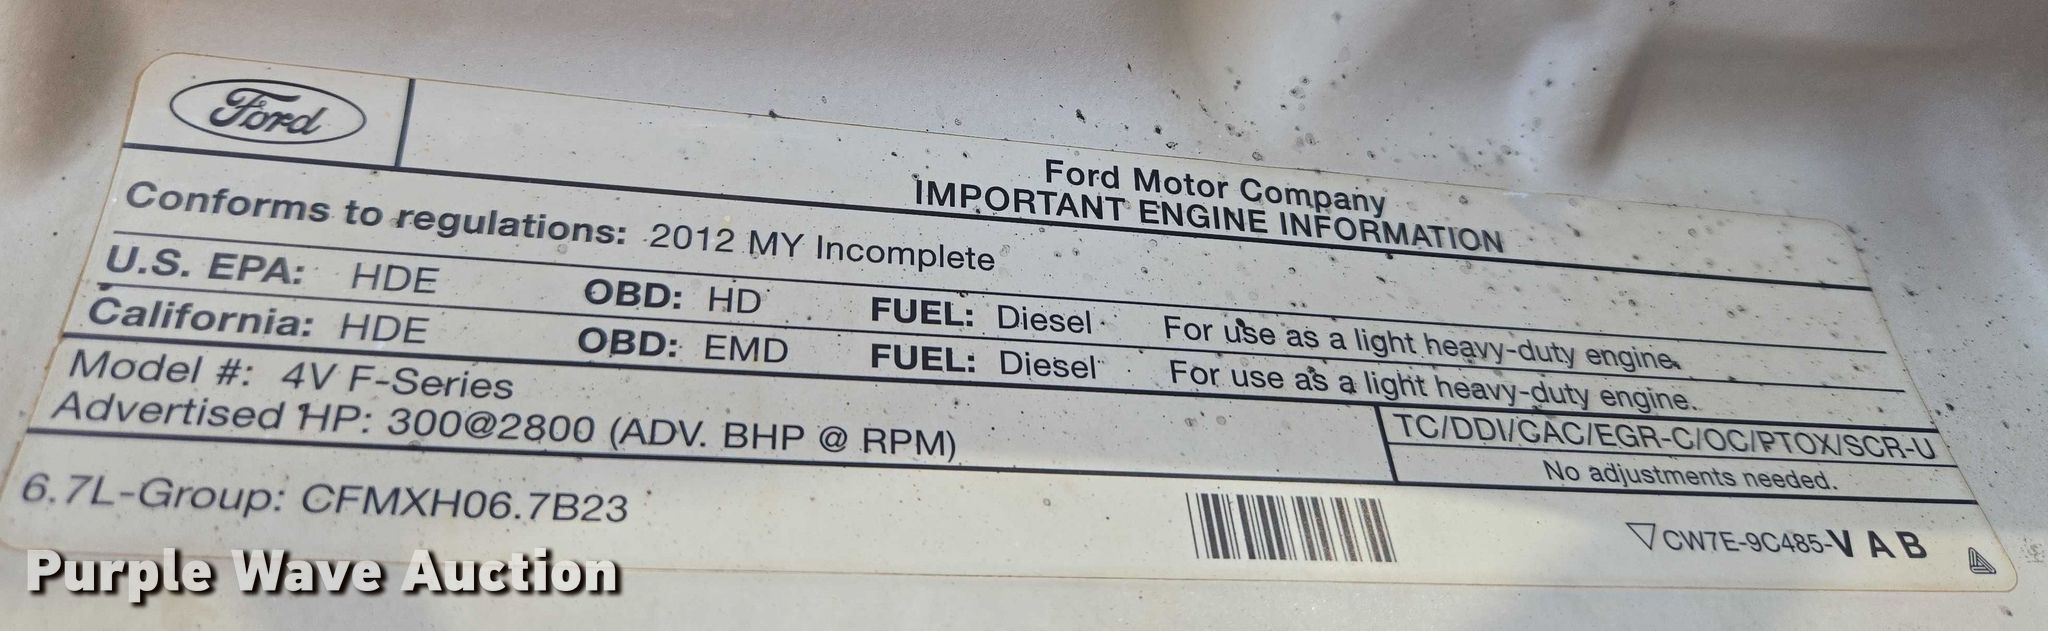 Ford
Ford Motor Company
IMPORTANT ENGINE INFORMATION
Conforms to regulations: 2012 MY Incomplete
U.S. EPA: HDE OBD: HD FUEL: Diesel For use as a light heavy-duty engine.
California: HDE OBD: EMD FUEL: Diesel For use as a light heavy-duty engine.
Model #: 4V F-Series
Advertised HP: 300@2800 (ADV. BHP @ RPM)
TC/DDI/CAC/EGR-C/OC/PTOX/SCR-U
No adjustments needed.
6.7L-Group: CFMXH06.7B23
CW7E-9C485-VAB
Purple Wave Auction